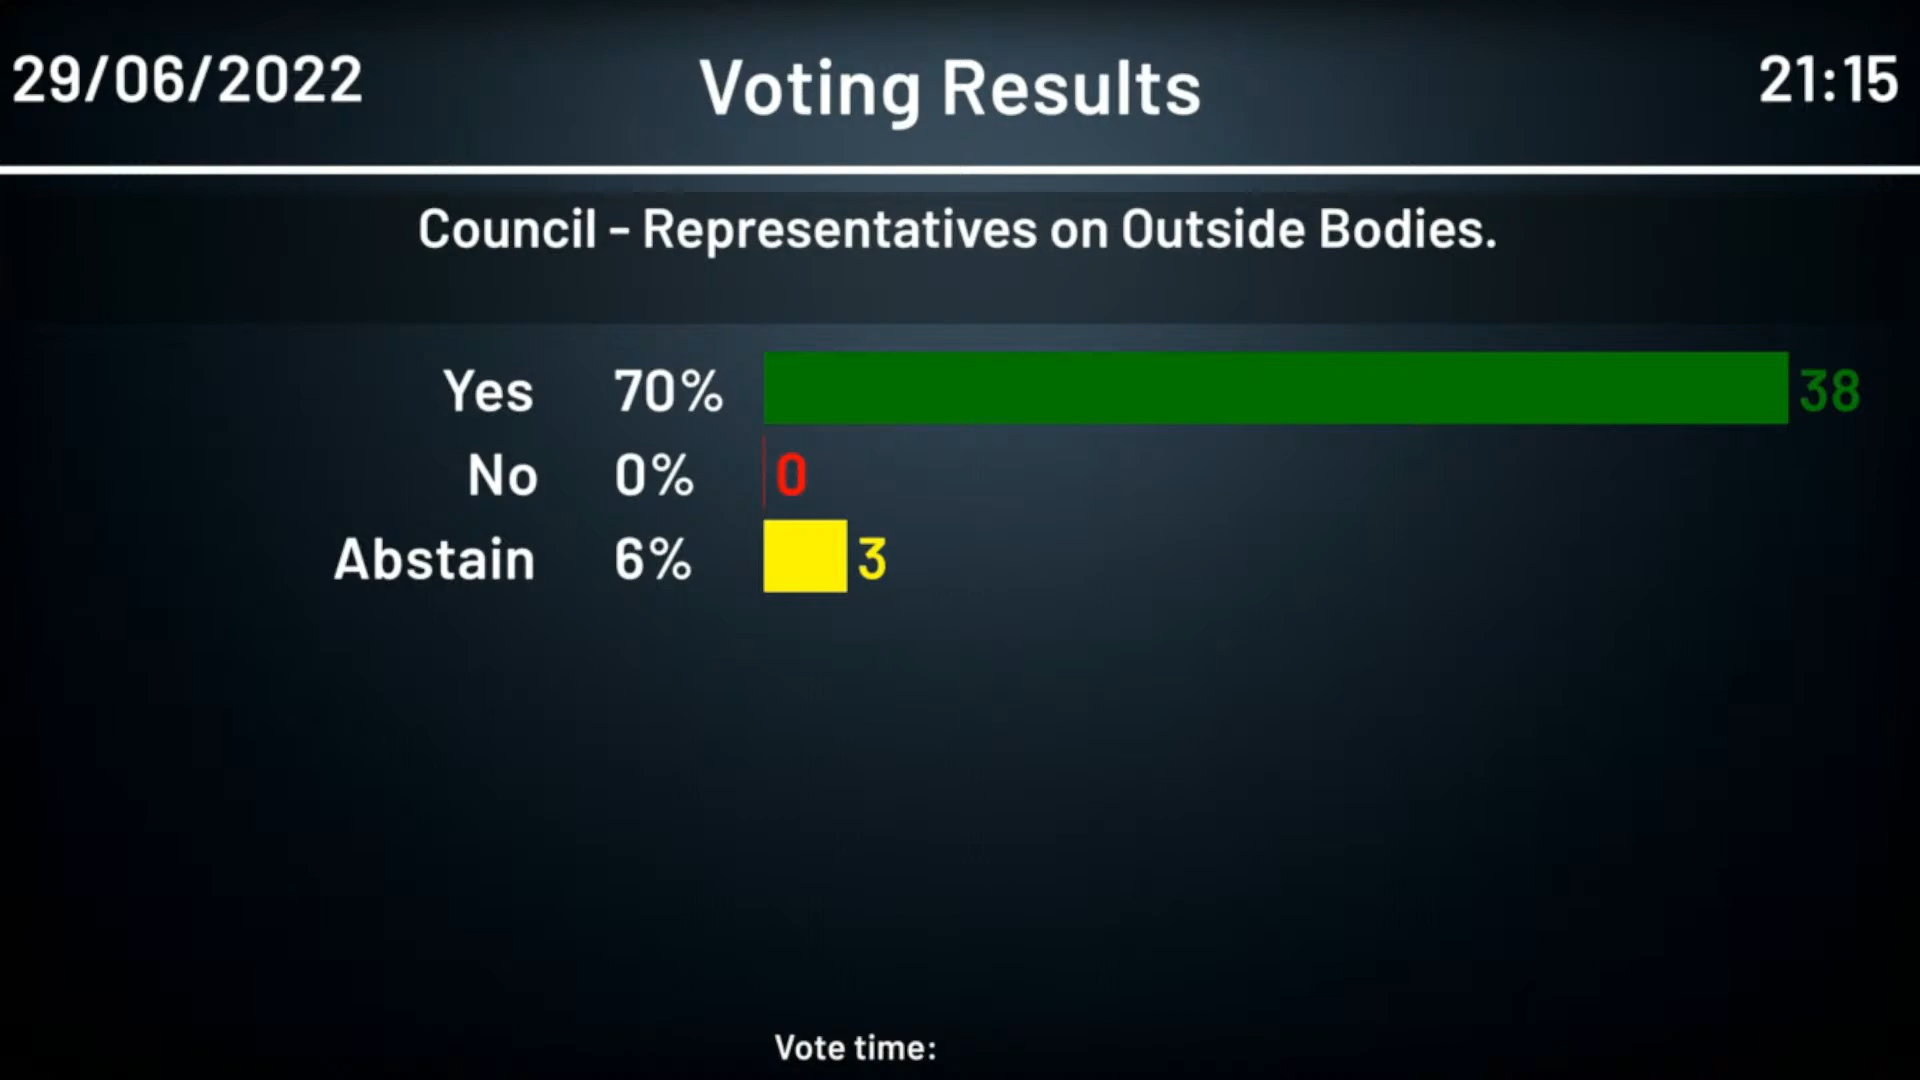 29/06/2022 Voting Results 21:15
Council - Representatives on Outside Bodies.
Yes 70% 38
No 0% 0
Abstain 6% 3
Vote time: